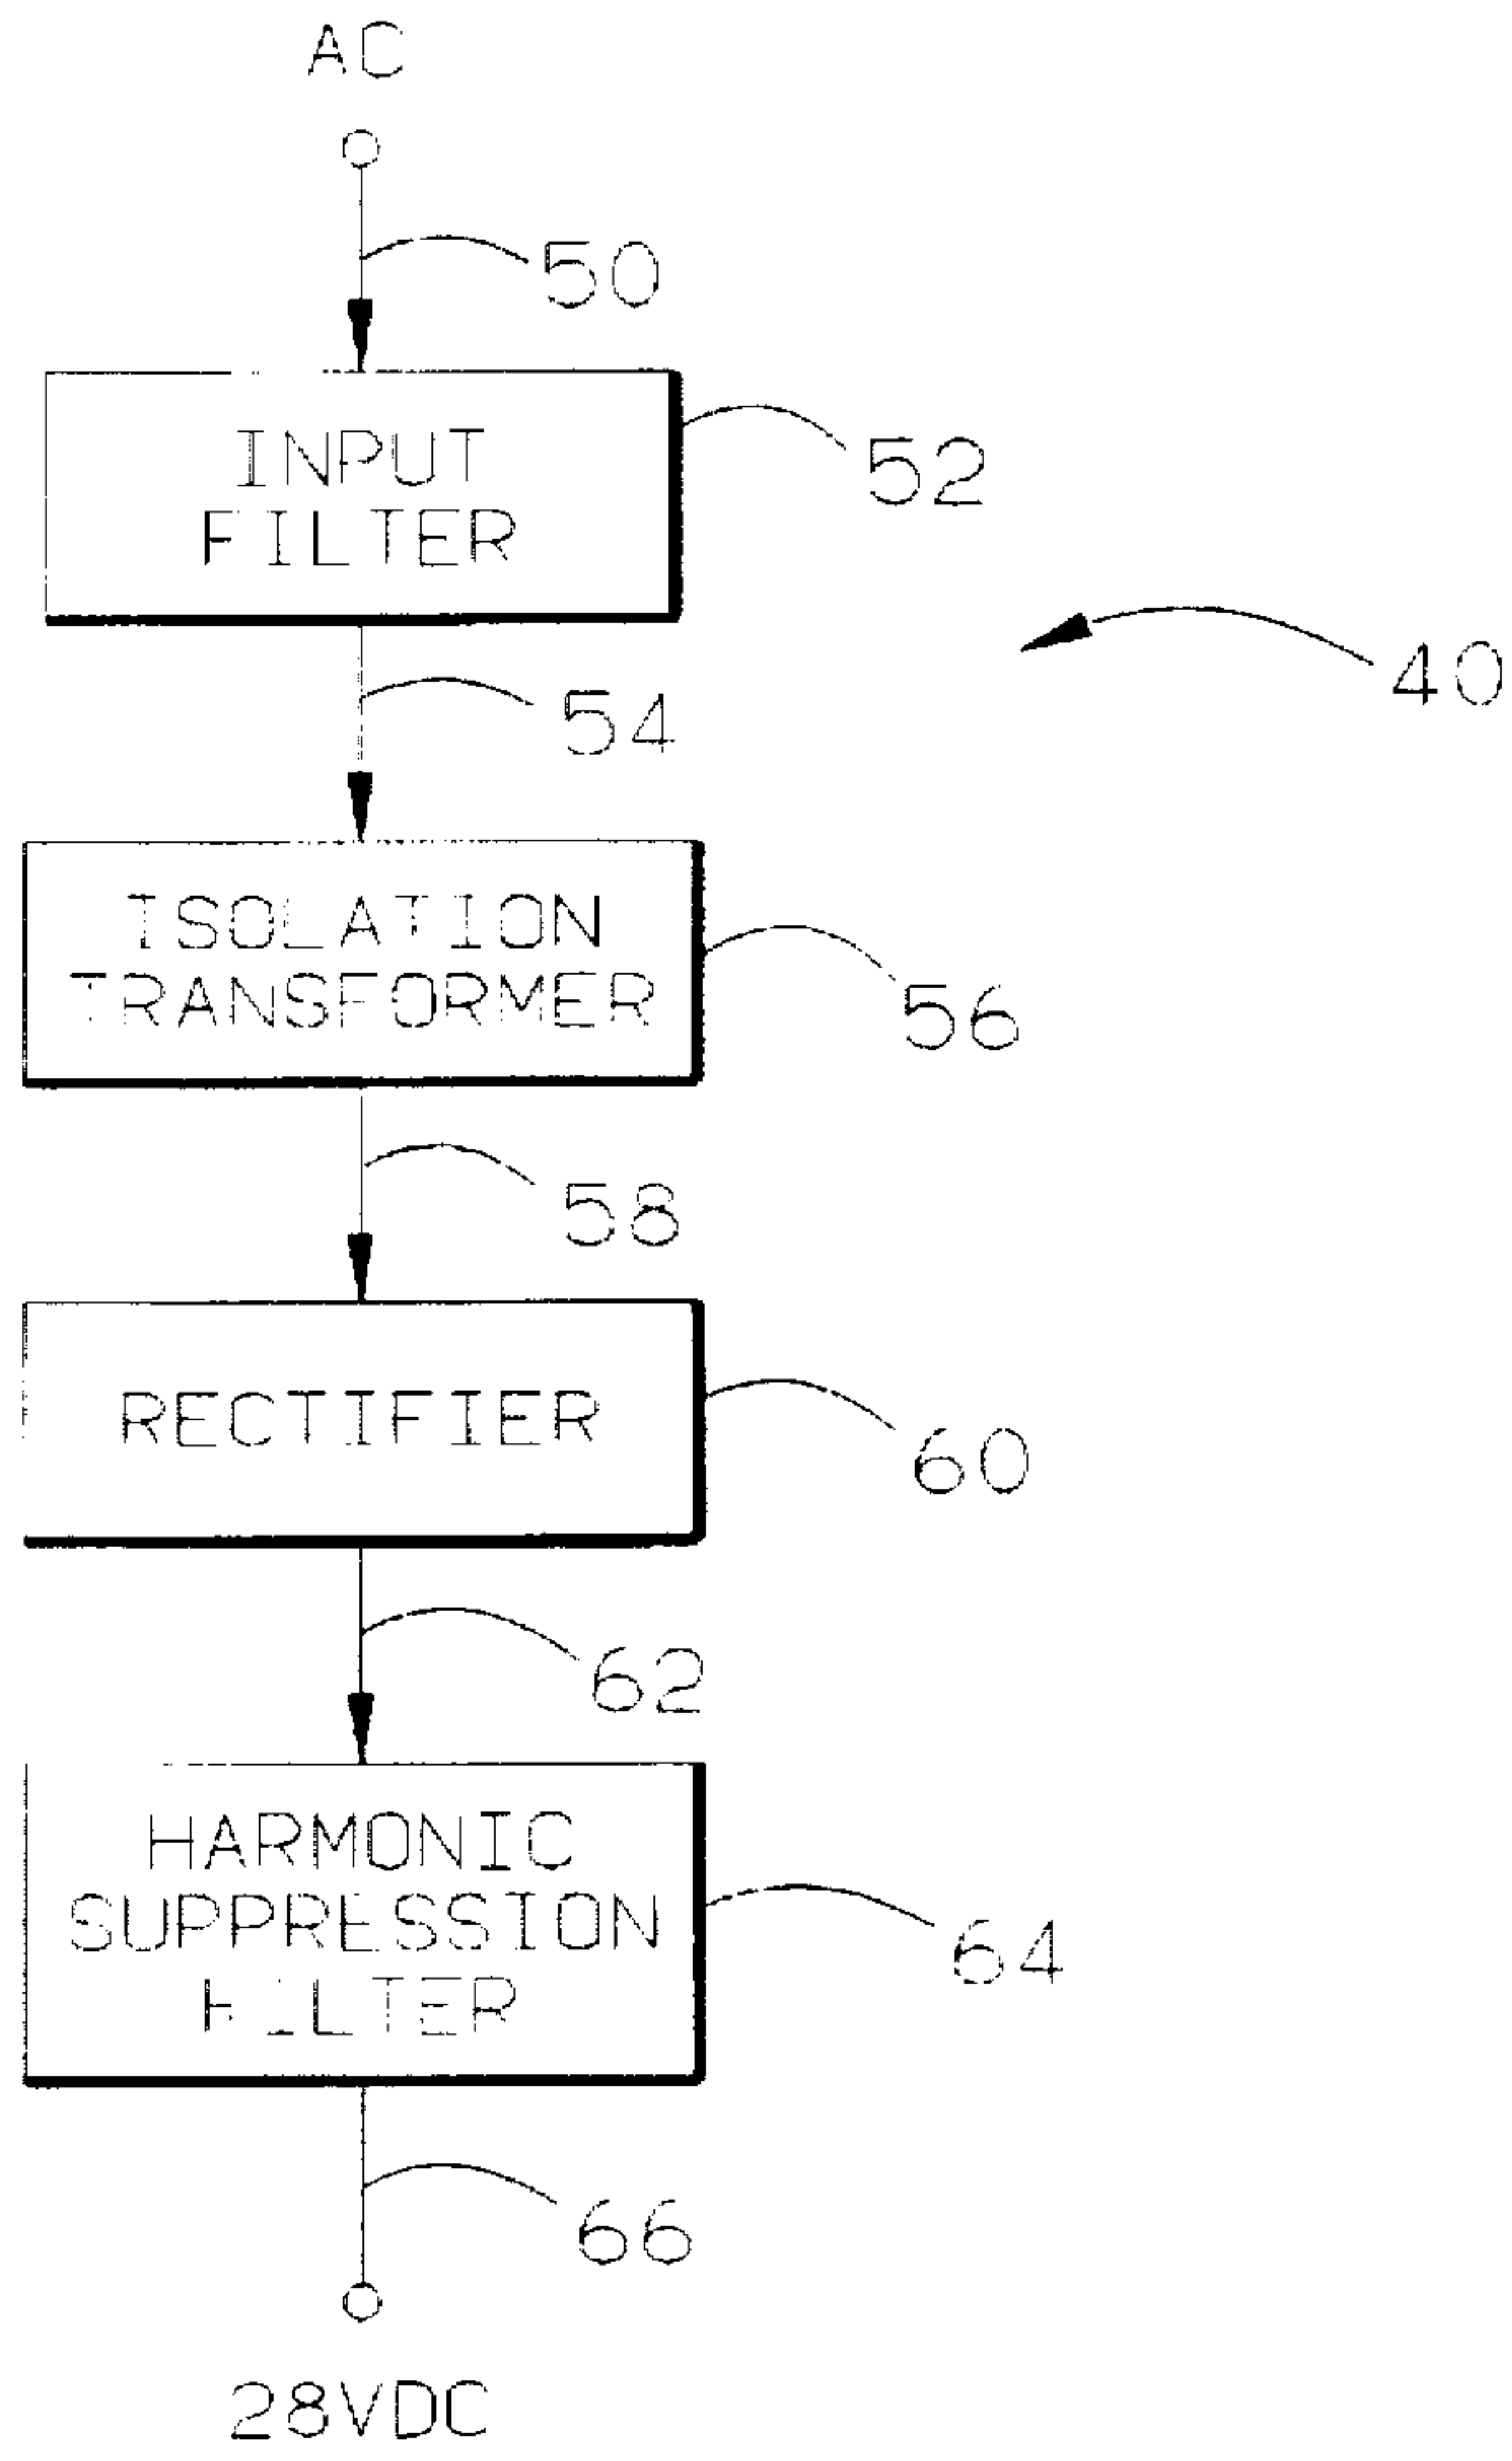 AC
50
INPUT
FILTER
52
40
54
ISOLATION
TRANSFORMER
56
58
RECTIFIER
60
62
HARMONIC
SUPPRESSION
FILTER
64
66
28VDC